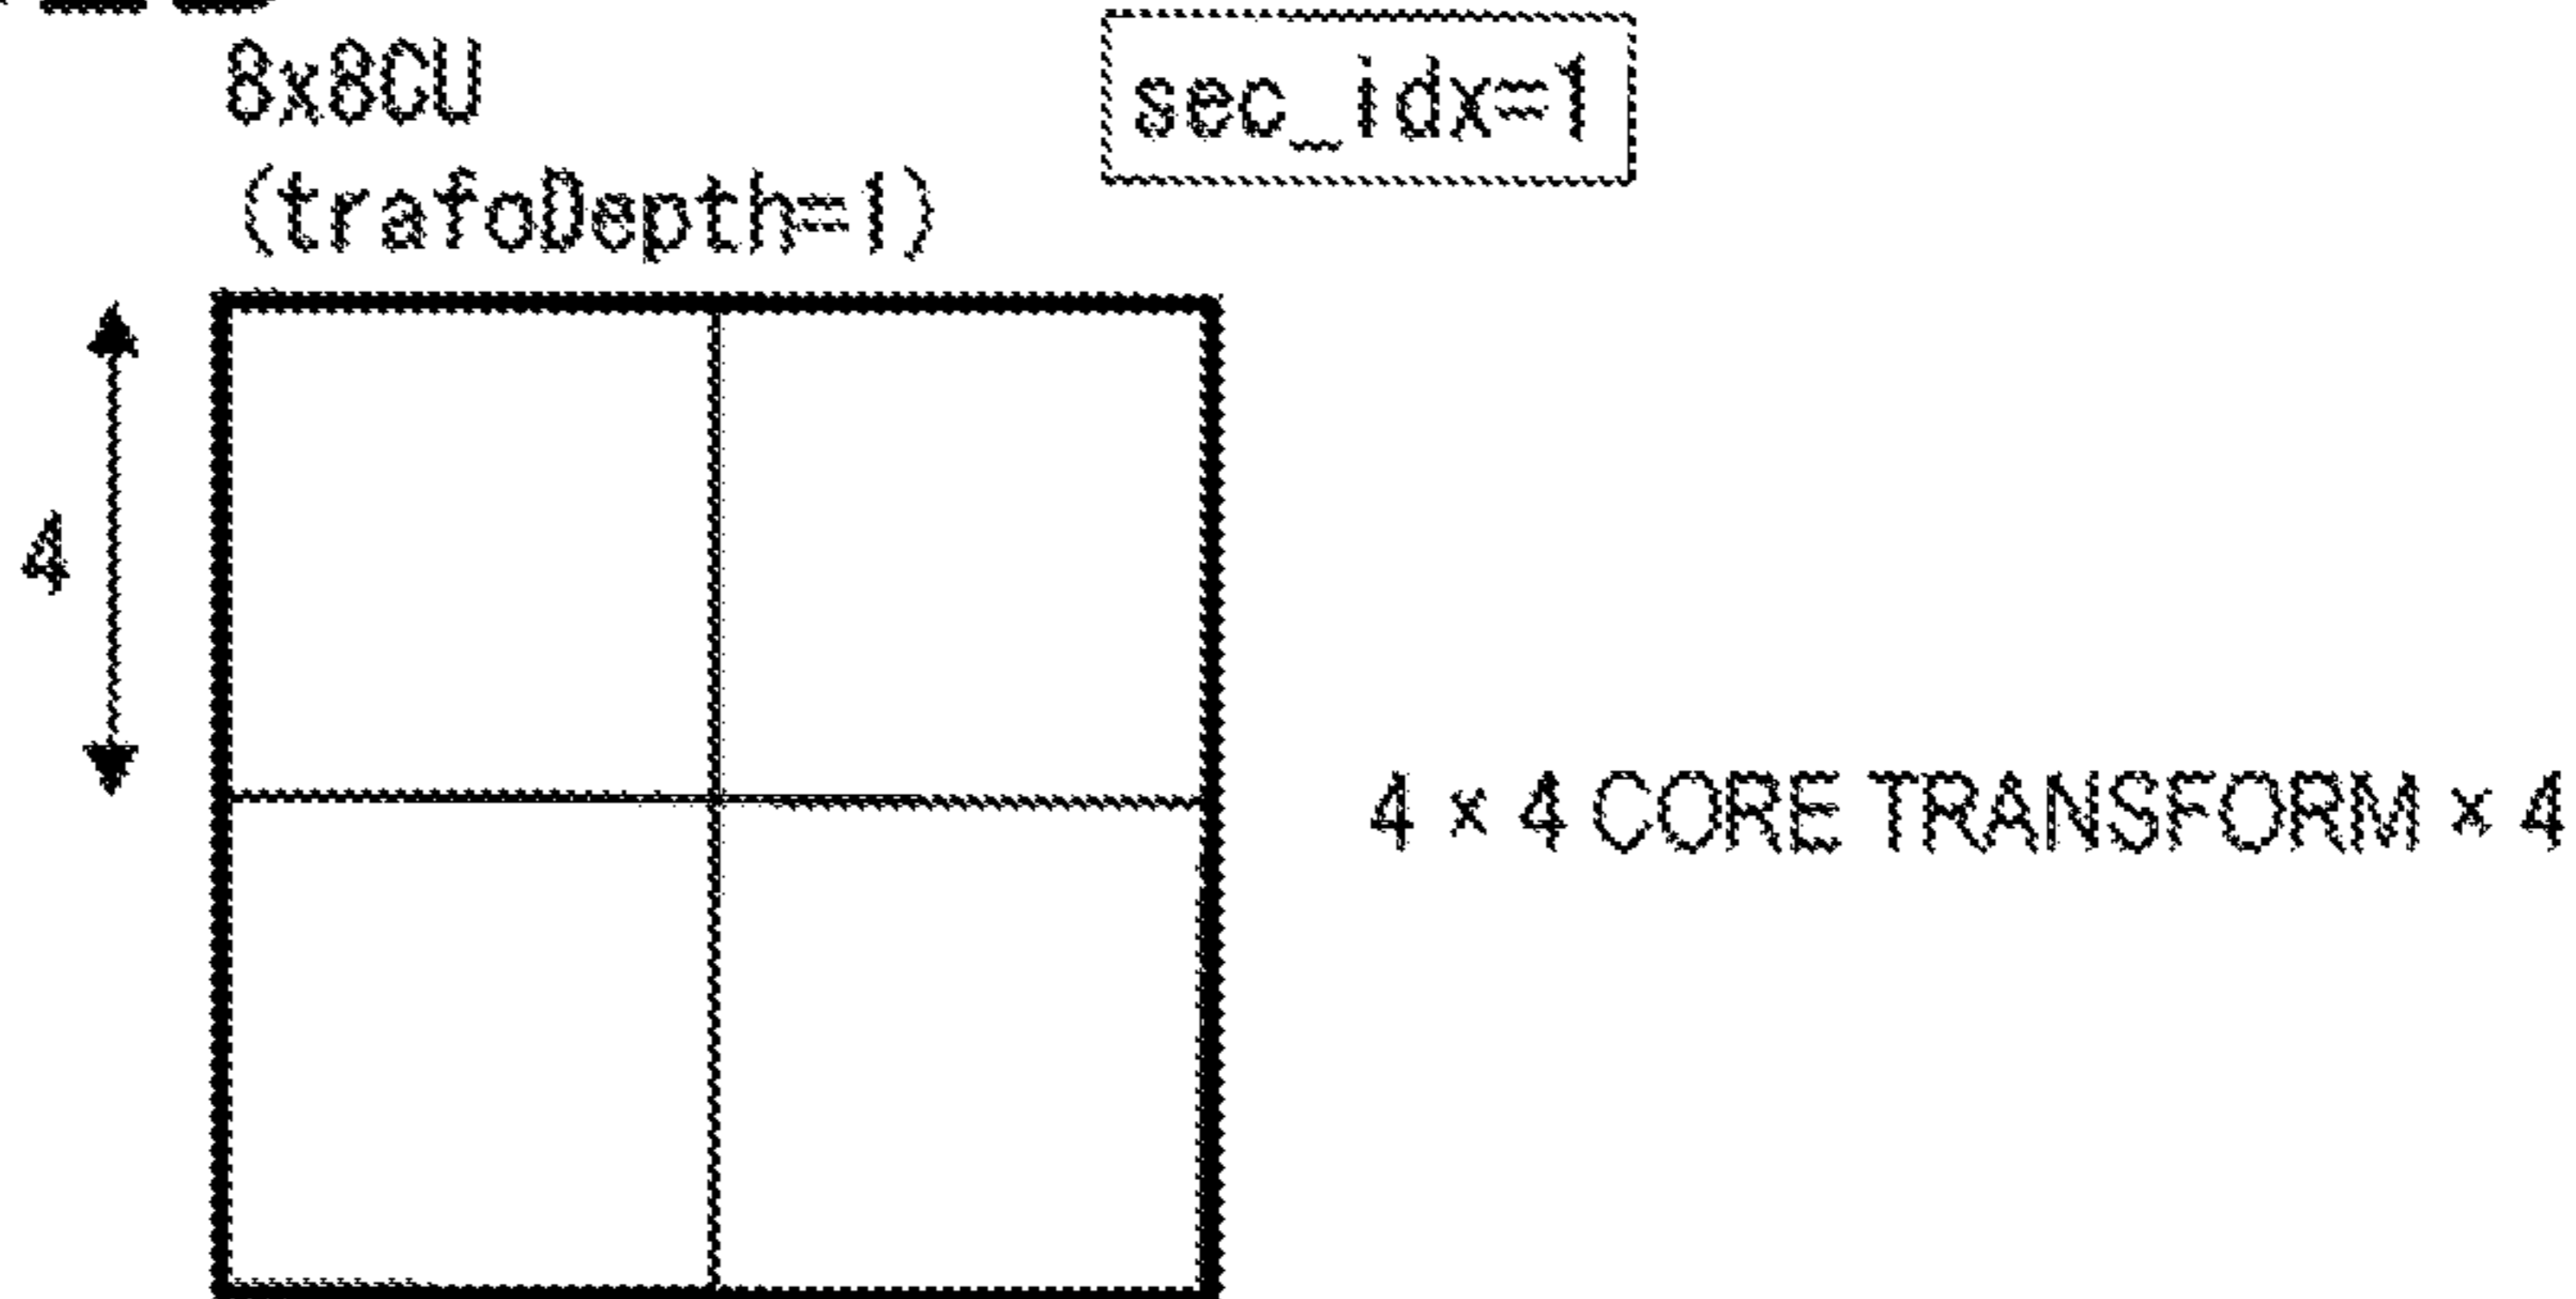 8x8CU
sec_idx=1
(trafoDepth=1)
4
4 × 4 CORE TRANSFORM × 4